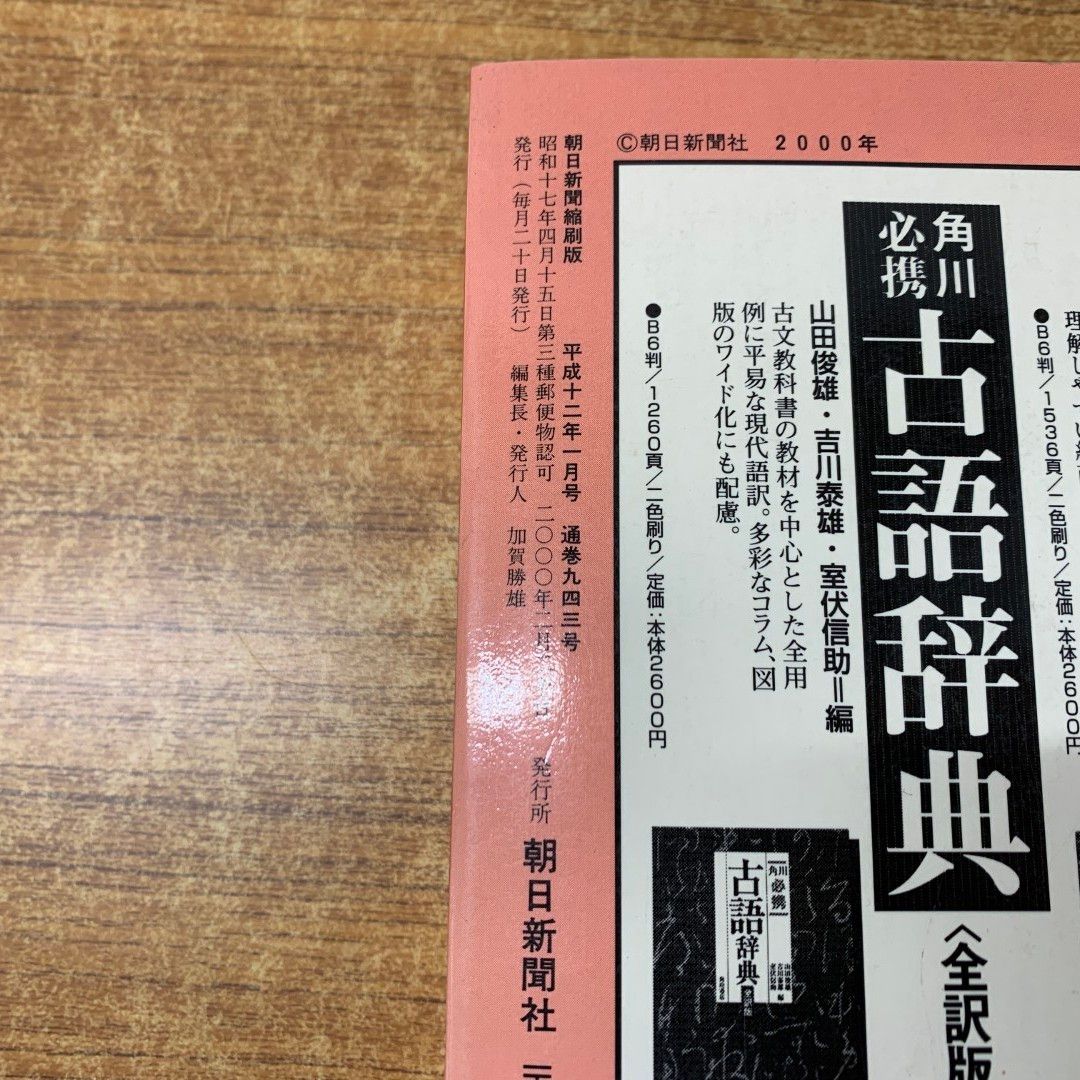 ©朝日新聞社 2000年
朝日新聞縮刷版 平成十二年一月号 通巻九四三号
昭和十七年四月十五日第三種郵便物認可 二〇〇〇年二月
発行(毎月二十日発行) 編集長・発行人 加賀勝雄
発行所 朝日新聞社
●B6判/1536頁/二色刷り/定価:本体2600円
角川
必携
古語辞典
〈全訳版
山田俊雄・吉川泰雄・室伏信助=編
古文教科書の教材を中心とした全用
例に平易な現代語訳。多彩なコラム、図
版のワイド化にも配慮。
●B6判/1260頁/二色刷り/定価:本体2600円
角川
必携
古語辞典